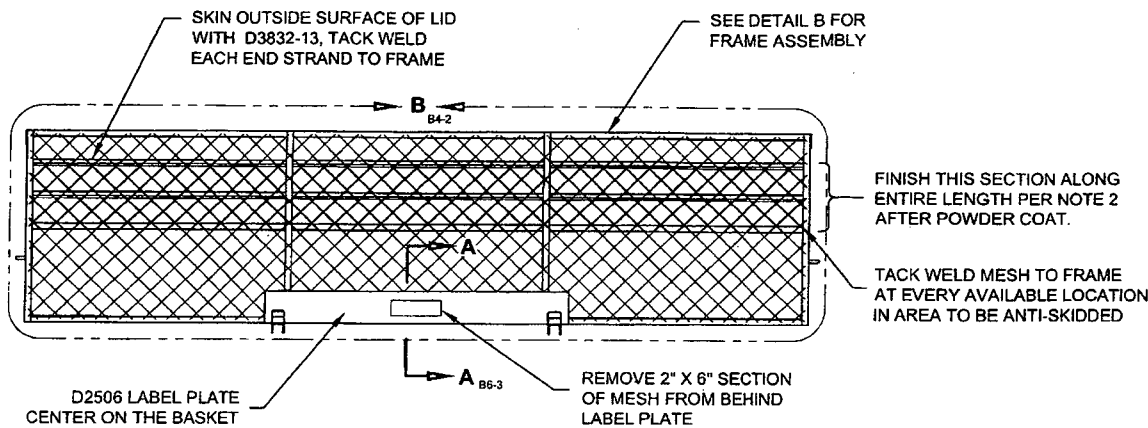 SKIN OUTSIDE SURFACE OF LID
WITH D3832-13, TACK WELD
EACH END STRAND TO FRAME
SEE DETAIL B FOR
FRAME ASSEMBLY
B
B4-2
FINISH THIS SECTION ALONG
ENTIRE LENGTH PER NOTE 2
AFTER POWDER COAT.
A
TACK WELD MESH TO FRAME
AT EVERY AVAILABLE LOCATION
IN AREA TO BE ANTI-SKIDDED
A B6-3
D2506 LABEL PLATE
CENTER ON THE BASKET
REMOVE 2" X 6" SECTION
OF MESH FROM BEHIND
LABEL PLATE